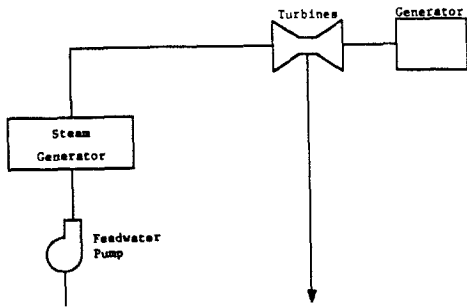 Generator
Turbines
Steam
Generator
Feedwater
Pump